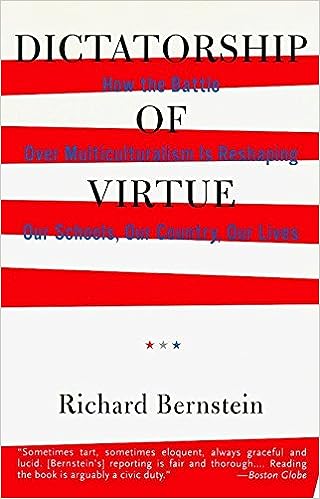 DICTATORSHIP
How the Battle
OF
Over Multiculturalism Is Reshaping
VIRTUE
Our Schools, Our Country, Our Lives
Richard Bernstein
"Sometimes tart, sometimes eloquent, always graceful and
lucid. [Bernstein's] reporting is fair and thorough.... Reading
the book is arguably a civic duty." —Boston Globe